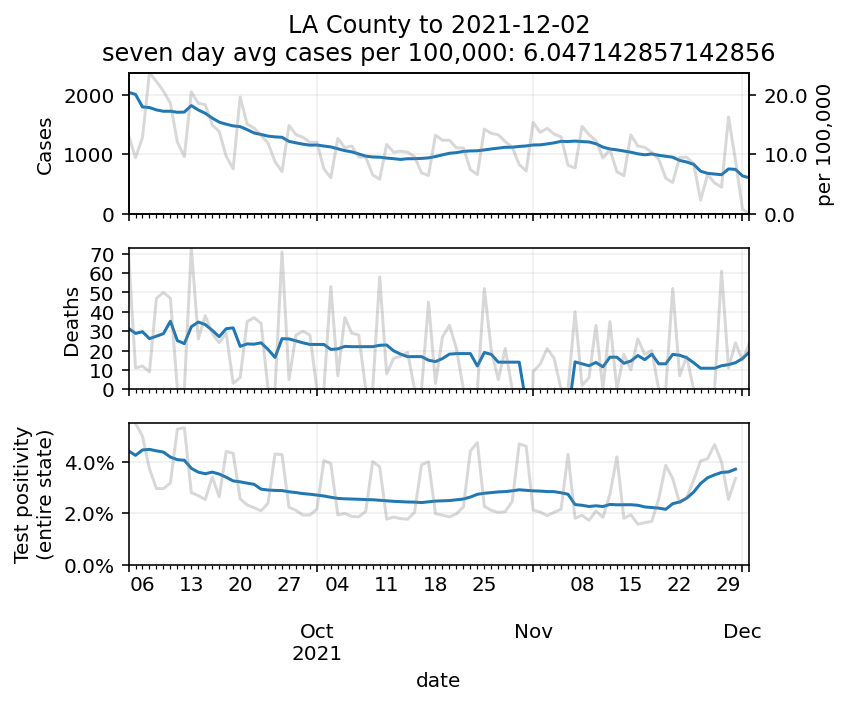 LA County to 2021-12-02
seven day avg cases per 100,000: 6.047142857142856
Cases
2000
1000
0
20.0
10.0
0.0
per 100,000
Deaths
70
60
50
40
30
20
10
0
Test positivity
(entire state)
4.0%
2.0%
0.0%
06 13 20 27 04 11 18 25 08 15 22 29
Oct Nov Dec
2021
date